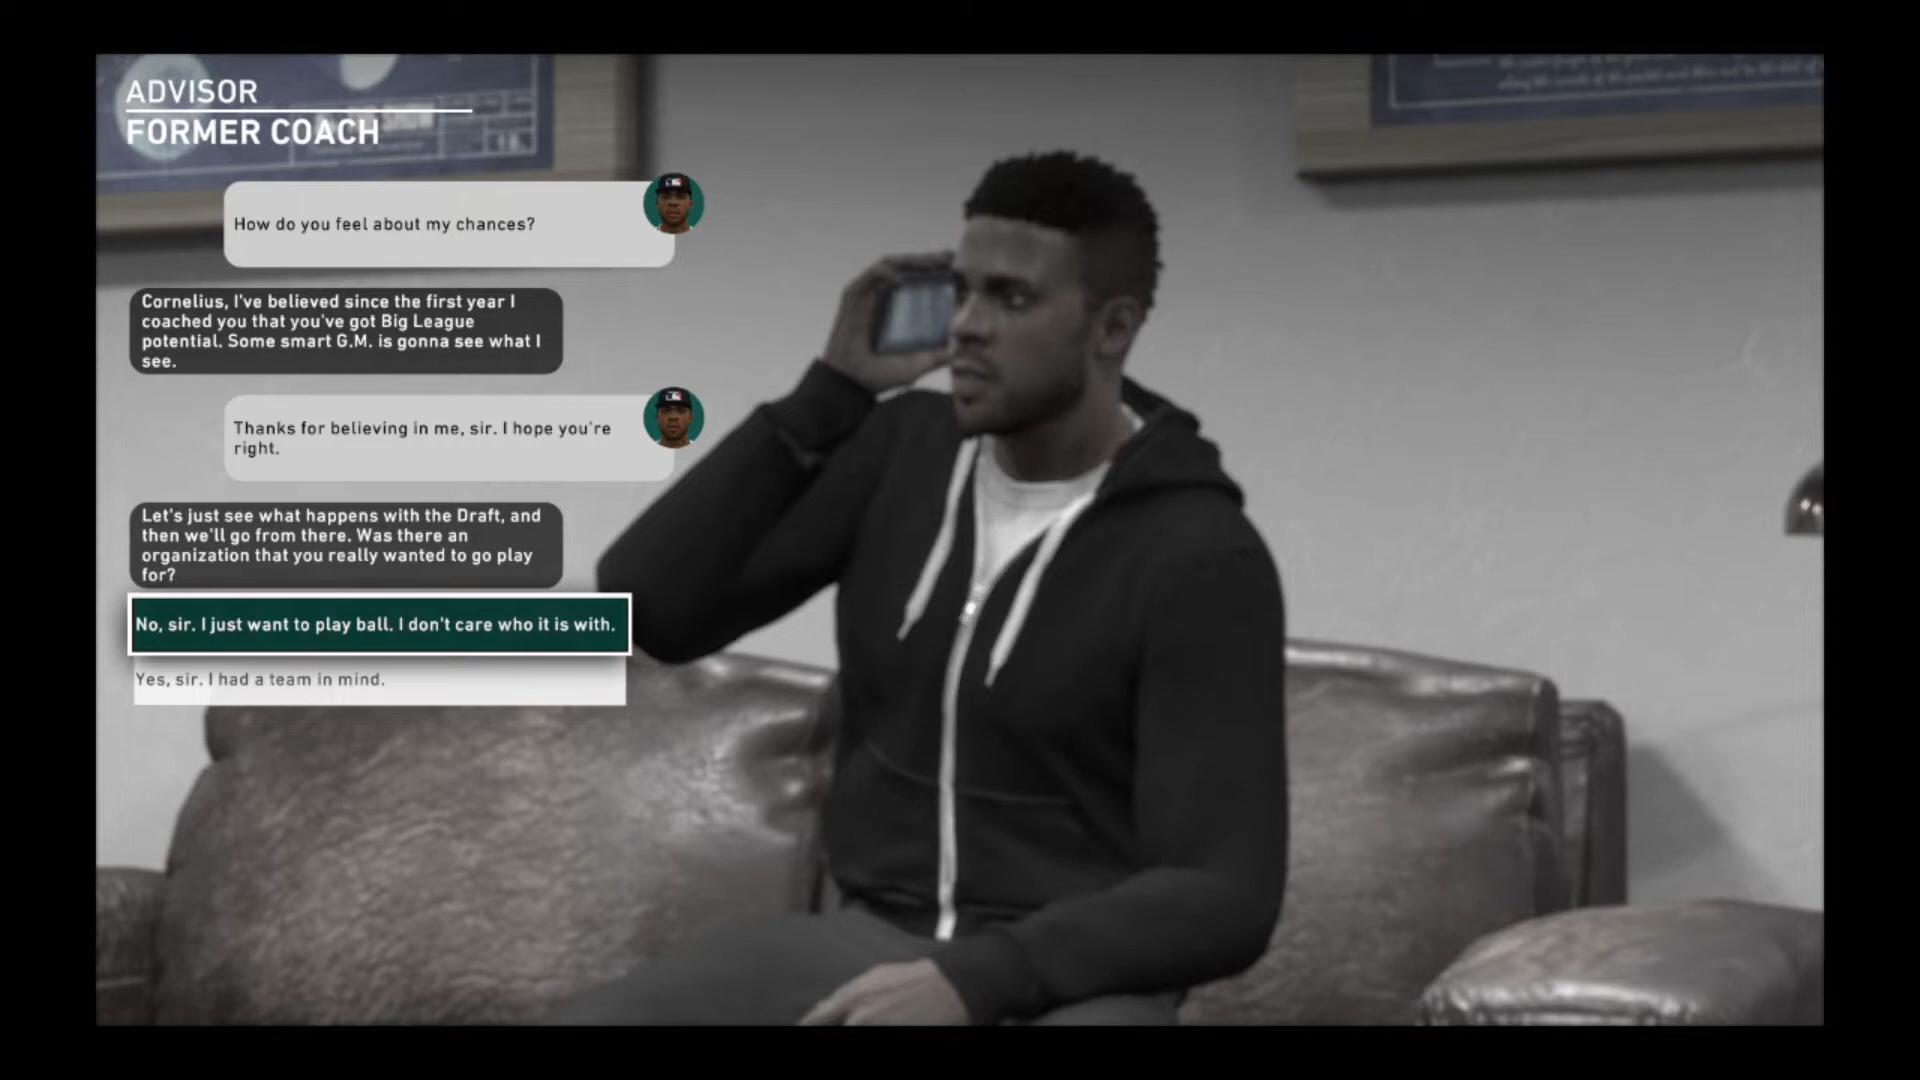 ADVISOR
FORMER COACH
How do you feel about my chances?
Cornelius, I've believed since the first year I
coached you that you've got Big League
potential. Some smart G.M. is gonna see what I
see.
Thanks for believing in me, sir. I hope you're
right.
Let's just see what happens with the Draft, and
then we'll go from there. Was there an
organization that you really wanted to go play
for?
No, sir. I just want to play ball. I don't care who it is with.
Yes, sir. I had a team in mind.